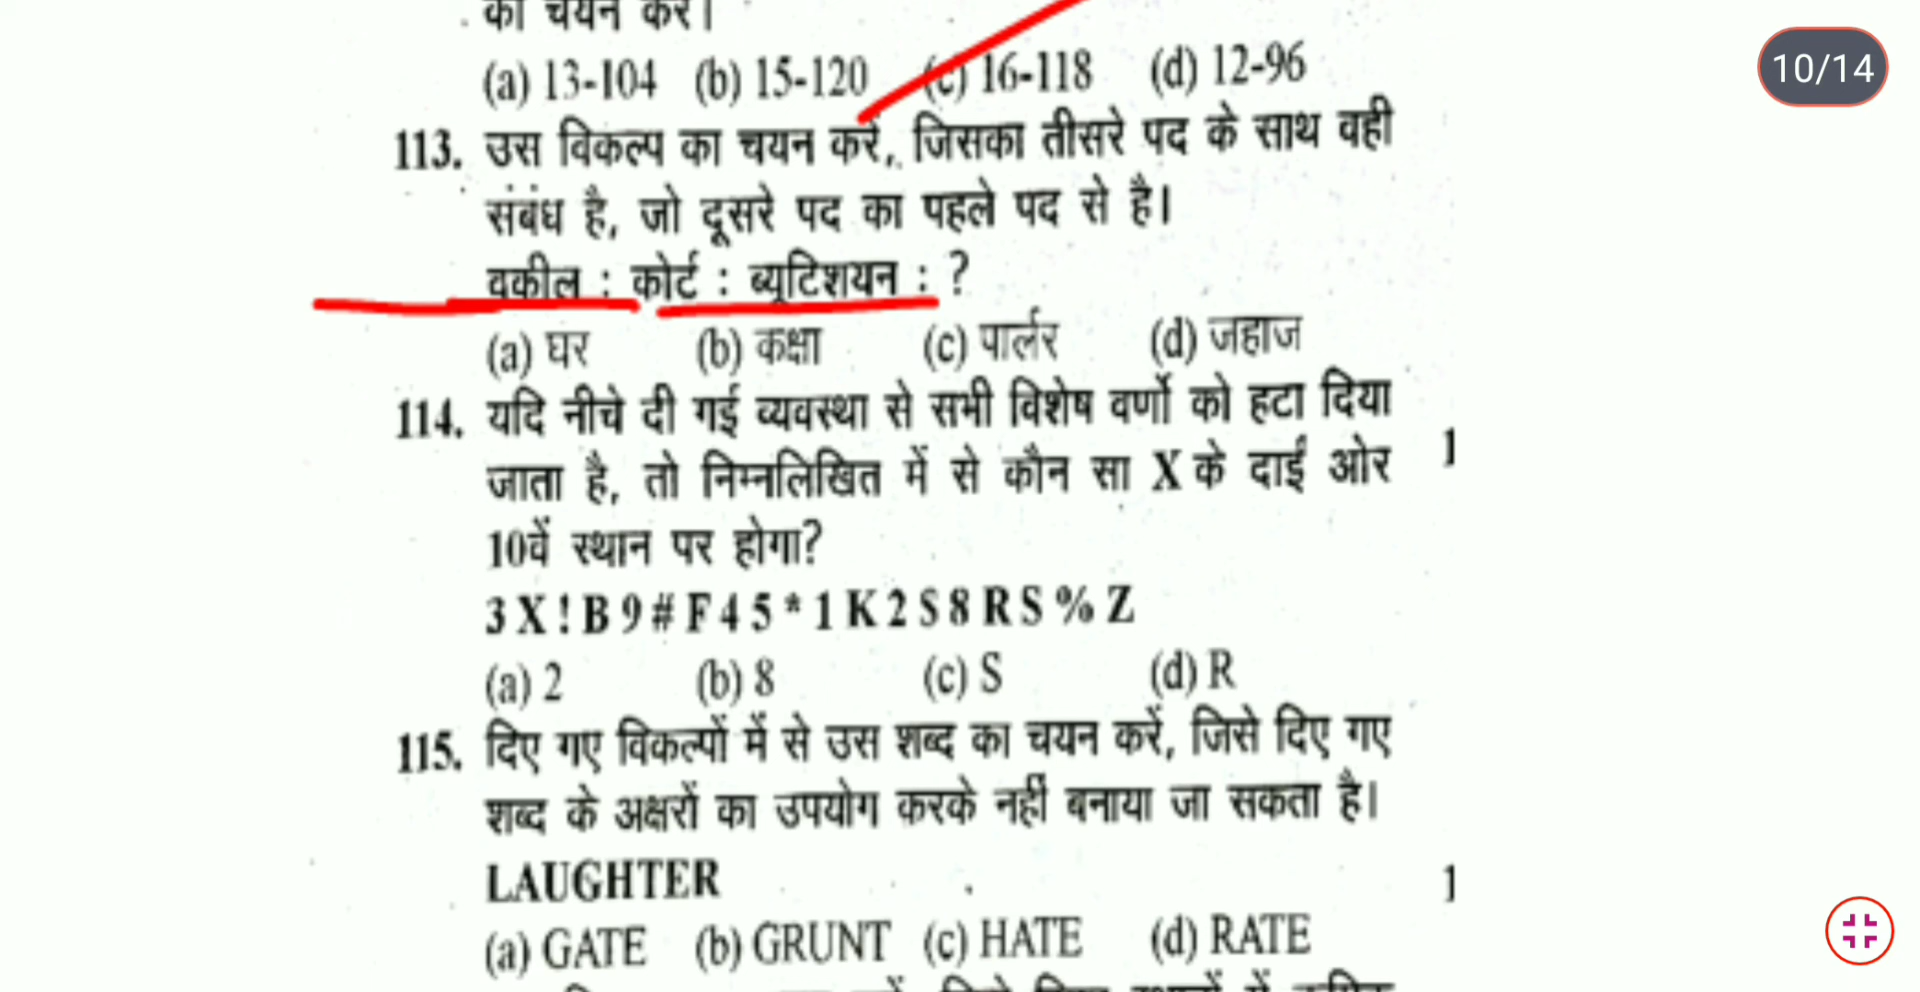 का चयन करें।
(a) 13-104 (b) 15-120 (c) 16-118 (d) 12-96
10/14
113. उस विकल्प का चयन करें, जिसका तीसरे पद के साथ वही
संबंध है, जो दूसरे पद का पहले पद से है।
वकील : कोर्ट : ब्यूटिशयन : ?
(a) घर (b) कक्षा (c) पार्लर (d) जहाज
114. यदि नीचे दी गई व्यवस्था से सभी विशेष वर्णो को हटा दिया
जाता है, तो निम्नलिखित में से कौन सा X के दाईं ओर
1
10वें स्थान पर होगा?
3 X ! B 9 # F 4 5 * 1 K 2 S 8 R S % Z
(a) 2 (b) 8 (c) S (d) R
115. दिए गए विकल्पों में से उस शब्द का चयन करें, जिसे दिए गए
शब्द के अक्षरों का उपयोग करके नहीं बनाया जा सकता है।
LAUGHTER
1
(a) GATE (b) GRUNT (c) HATE (d) RATE